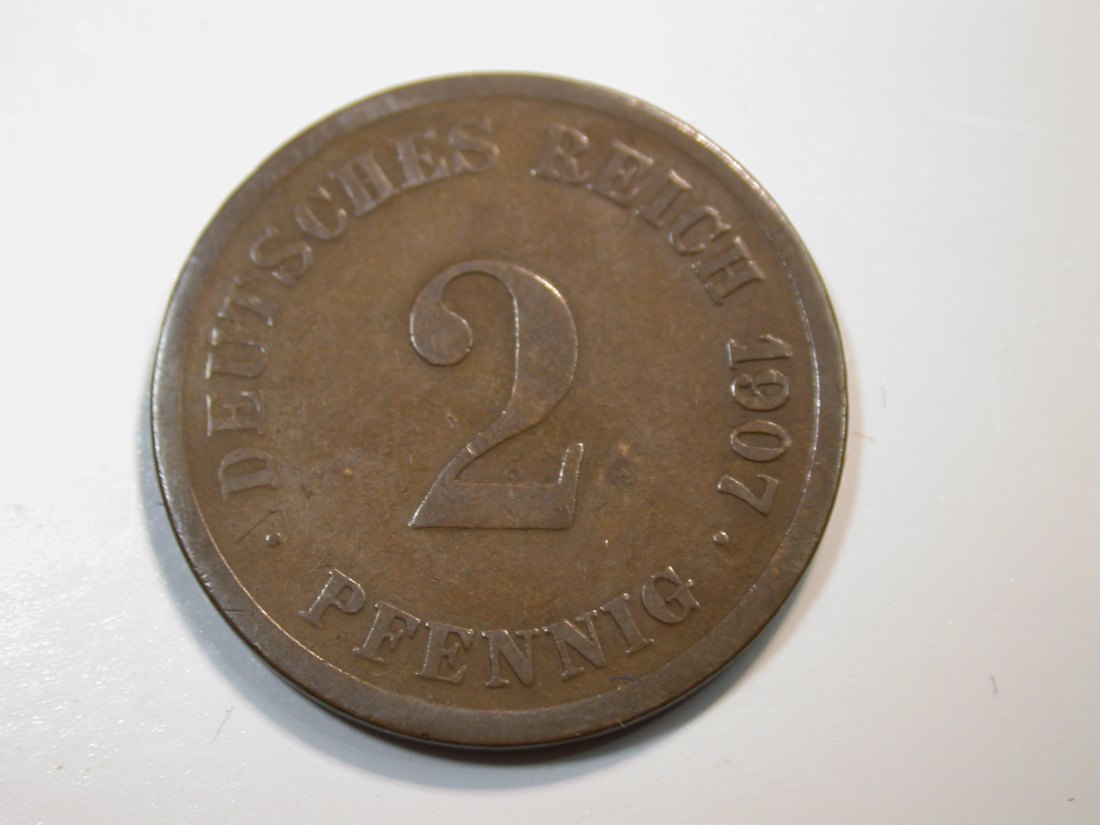 DEUTSCHES REICH 1907
2
PFENNIG